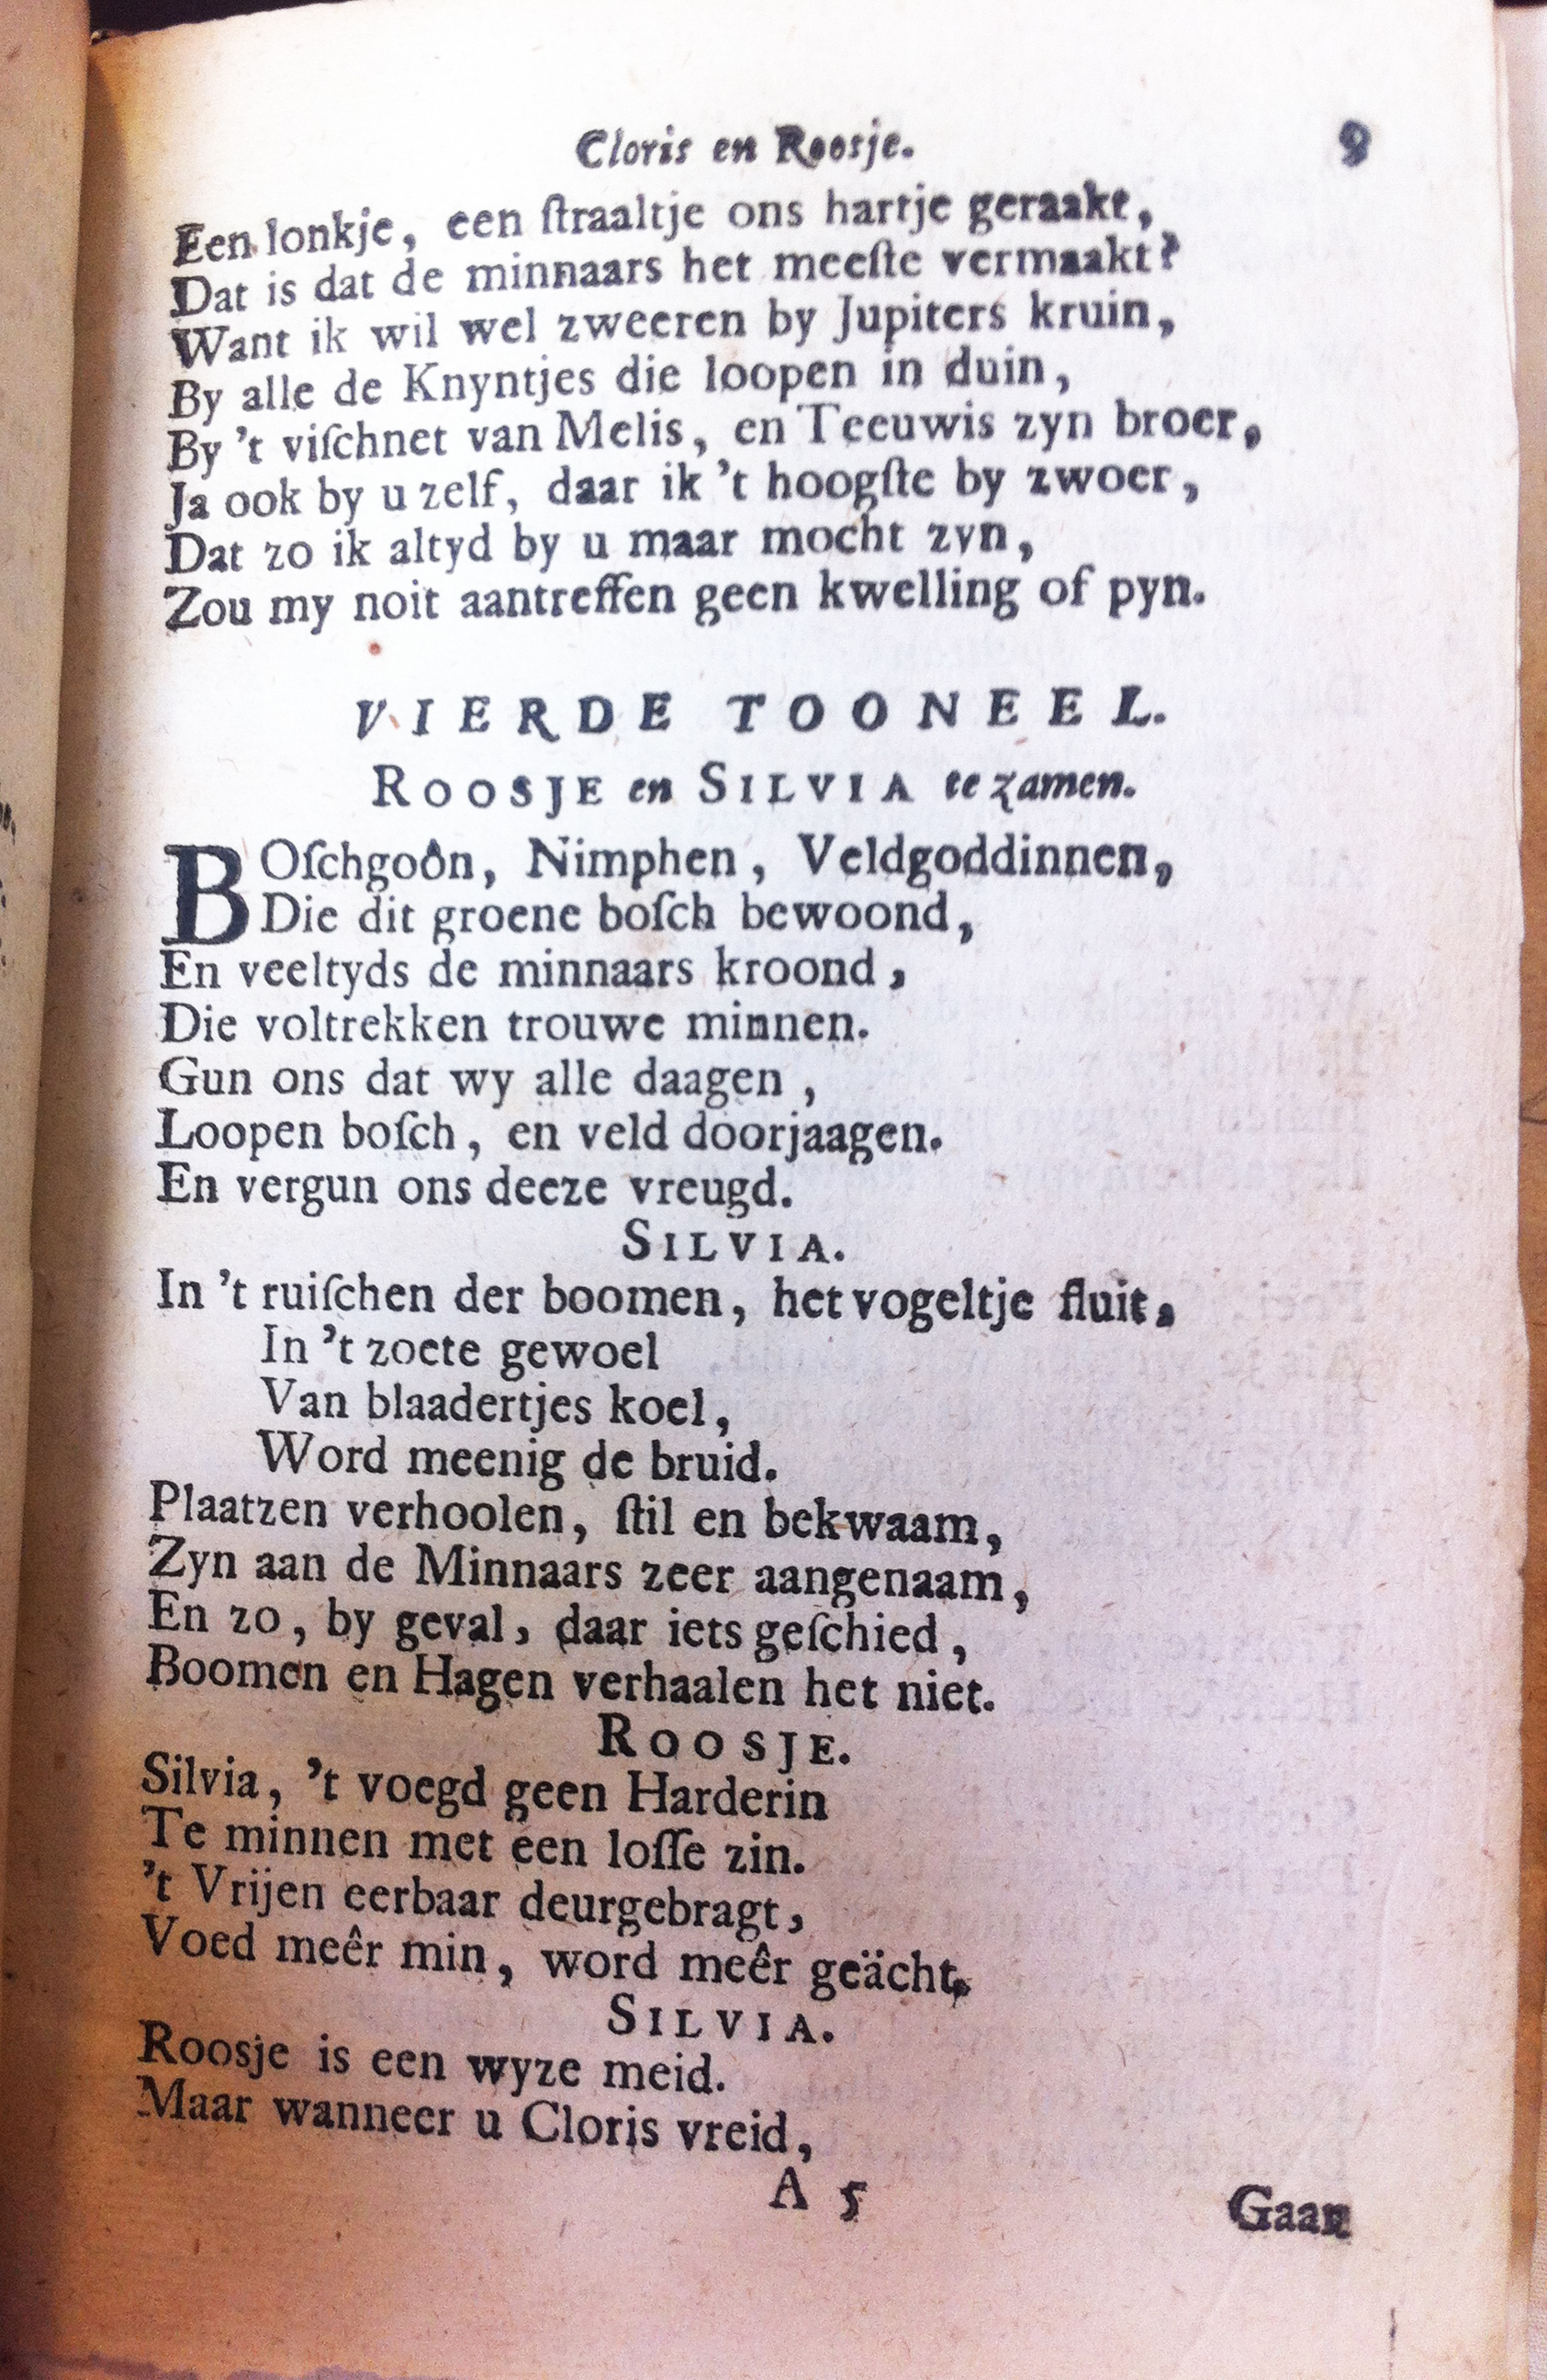 Cloris en Roosje. 9
Een lonkje, een ſtraaltje ons hartje geraakt,
Dat is dat de minnaars het meeſte vermaakt?
Want ik wil wel zweeren by Jupiters kruin,
By alle de Knyntjes die loopen in duin,
By 't viſchnet van Melis, en Teeuwis zyn broer,
Ja ook by u zelf, daar ik 't hoogſte by zwoer,
Dat zo ik altyd by u maar mocht zyn,
Zou my noit aantreffen geen kwelling of pyn.
VIERDE TOONEEL.
ROOSJE en SILVIA te zamen.
BOſchgoôn, Nimphen, Veldgoddinnen,
Die dit groene boſch bewoond,
En veeltyds de minnaars kroond,
Die voltrekken trouwe minnen.
Gun ons dat wy alle daagen,
Loopen boſch, en veld doorjaagen.
En vergun ons deeze vreugd.
SILVIA.
In 't ruiſchen der boomen, het vogeltje fluit,
In 't zoete gewoel
Van blaadertjes koel,
Word meenig de bruid.
Plaatzen verhoolen, ſtil en bekwaam,
Zyn aan de Minnaars zeer aangenaam,
En zo, by geval, daar iets geſchied,
Boomen en Hagen verhaalen het niet.
ROOSJE.
Silvia, 't voegd geen Harderin
Te minnen met een loſſe zin.
't Vrijen eerbaar deurgebragt,
Voed meêr min, word meêr geächt.
SILVIA.
Roosje is een wyze meid.
Maar wanneer u Cloris vreid,
A 5 Gaan